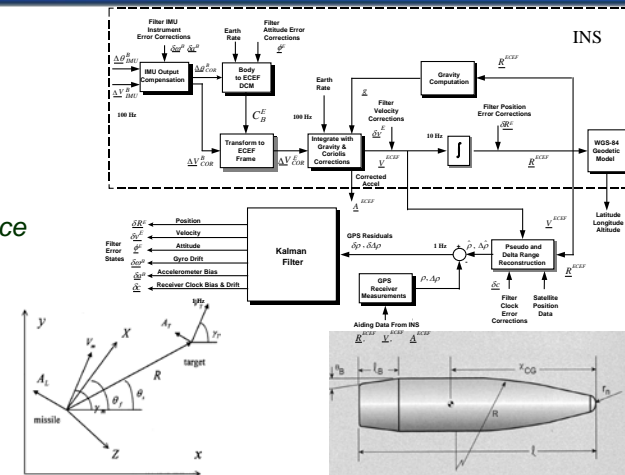 INS
Filter IMU
Instrument
Error Corrections
Earth
Rate
Filter
Attitude Error
Corrections
IMU Output
Compensation
Body
to ECEF
DCM
100 Hz
Transform to
ECEF
Frame
Earth
Rate
100 Hz
Integrate with
Gravity &
Coriolis
Corrections
Corrected
Accel
Filter
Velocity
Corrections
Gravity
Computation
10 Hz
∫
Filter Position
Error Corrections
WGS-84
Geodetic
Model
Latitude
Longitude
Altitude
ce
Filter
Error
States
Position
Velocity
Attitude
Gyro Drift
Accelerometer Bias
Receiver Clock Bias & Drift
Kalman
Filter
GPS Residuals
1 Hz
GPS
Receiver
Measurements
Aiding Data From INS
Pseudo and
Delta Range
Reconstruction
Filter
Clock
Error
Corrections
Satellite
Position
Data
y
X
R
target
missile
Z
x
R